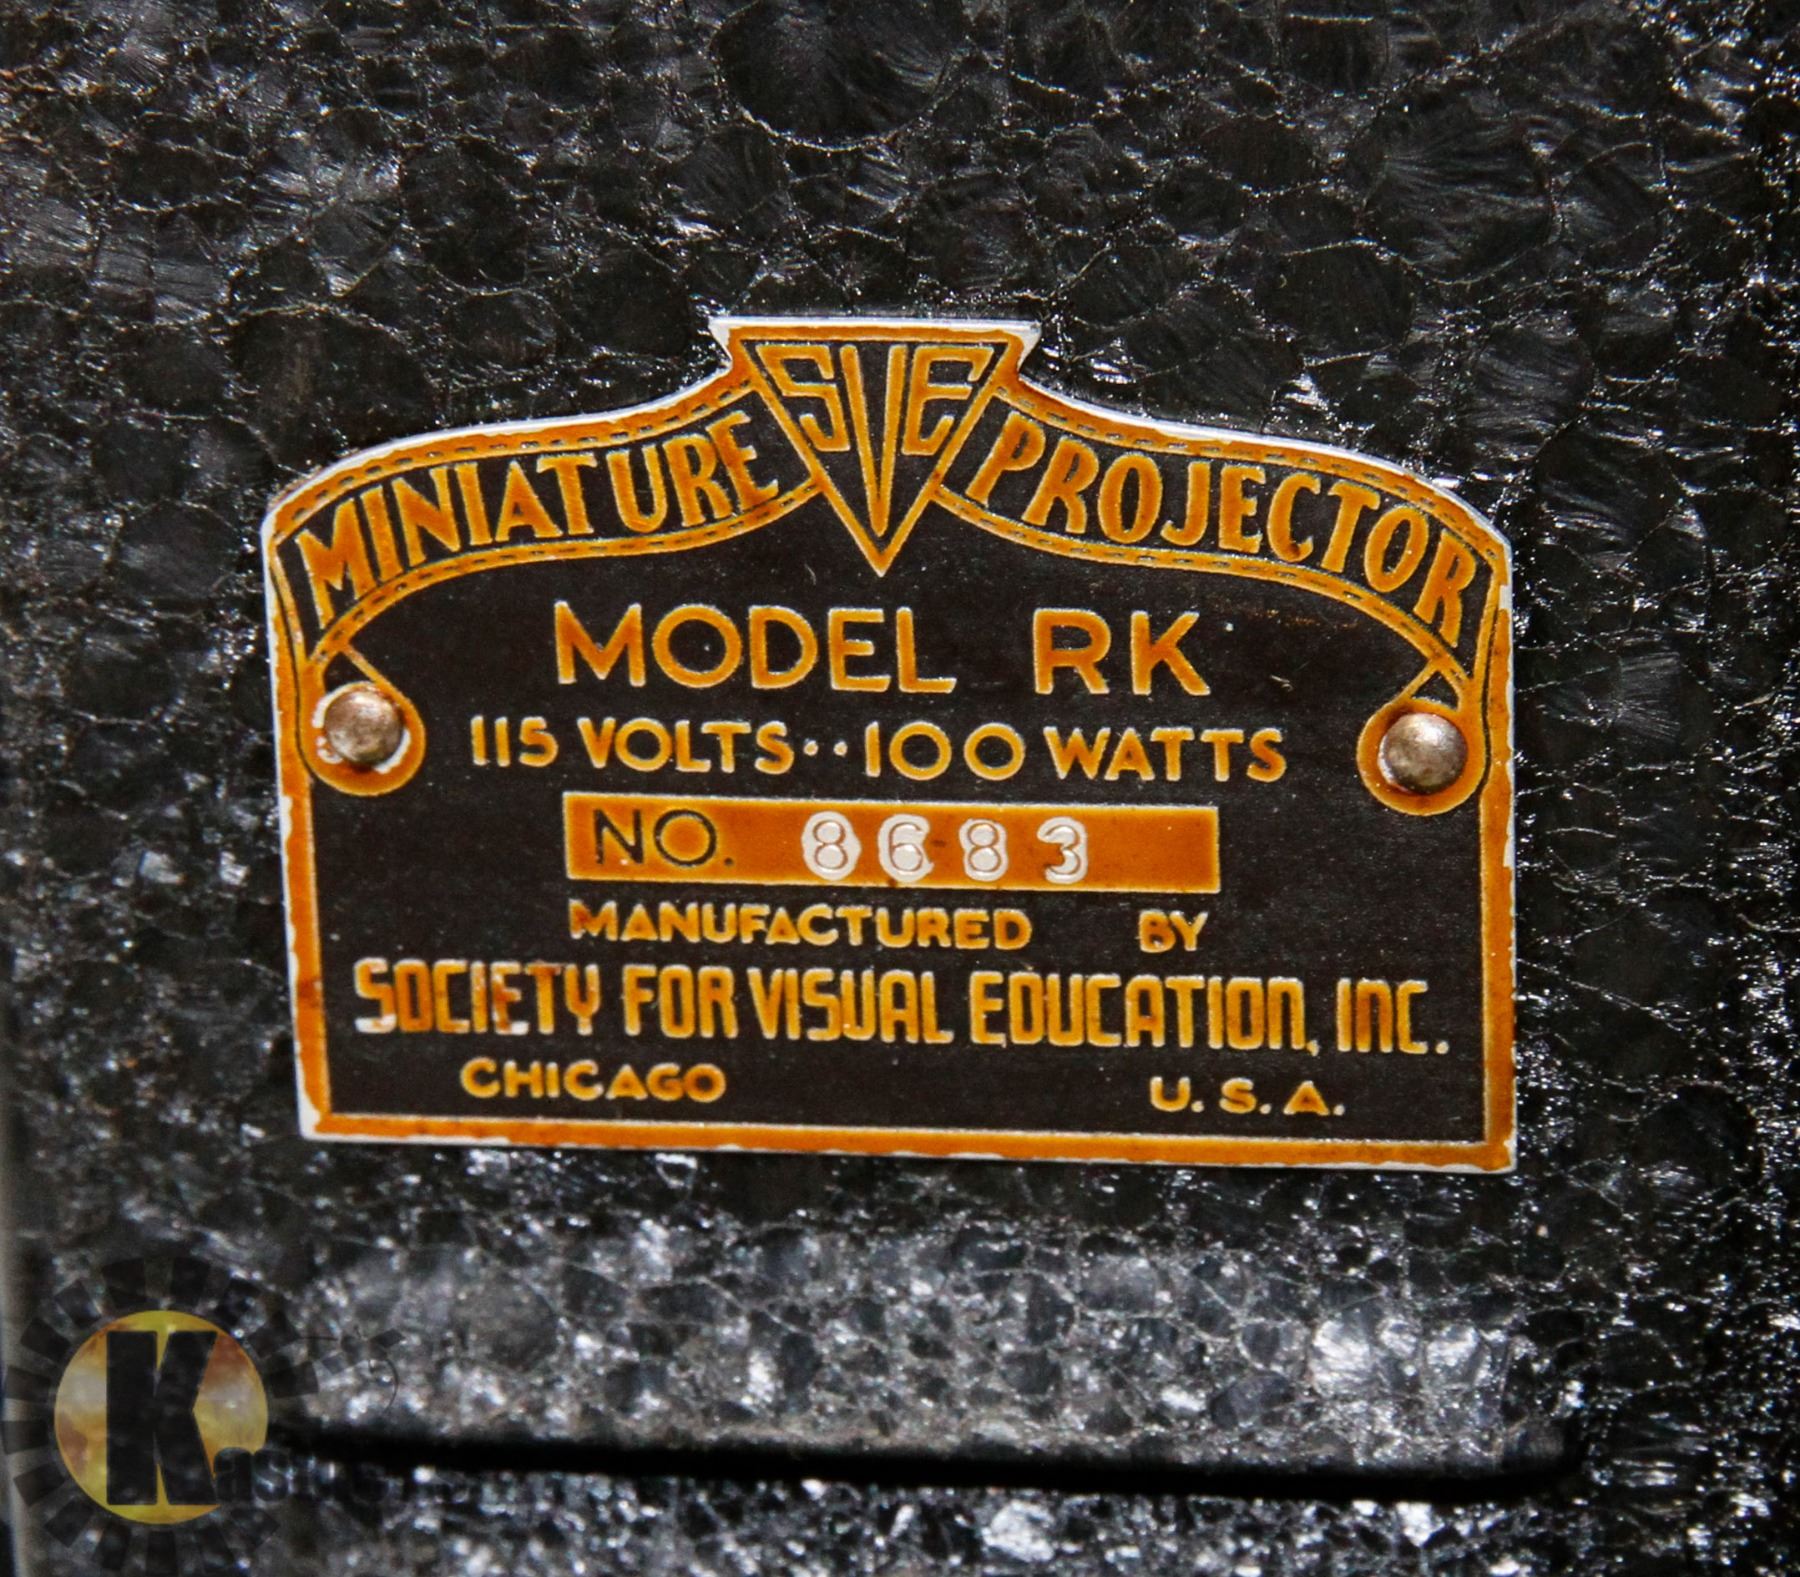 SVE
MINIATURE PROJECTOR
MODEL RK
115 VOLTS··100 WATTS
NO. 8683
MANUFACTURED BY
SOCIETY FOR VISUAL EDUCATION, INC.
CHICAGO U.S.A.
K